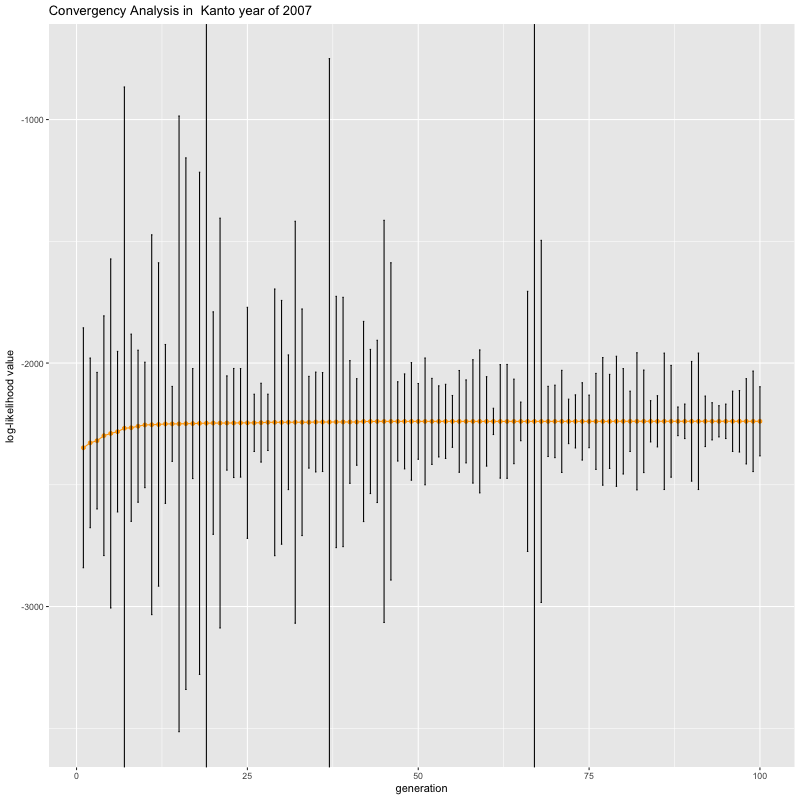 Convergency Analysis in  Kanto year of 2007
log-likelihood value
-1000
-2000
-3000
0
25
50
75
100
generation